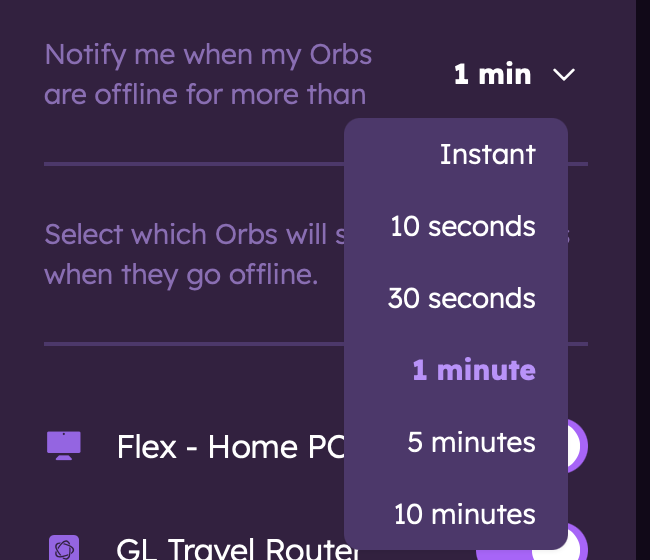 Notify me when my Orbs
are offline for more than
1 min
Instant
10 seconds
30 seconds
1 minute
5 minutes
10 minutes
Select which Orbs will
when they go offline.
Flex - Home PC
GL Travel Router